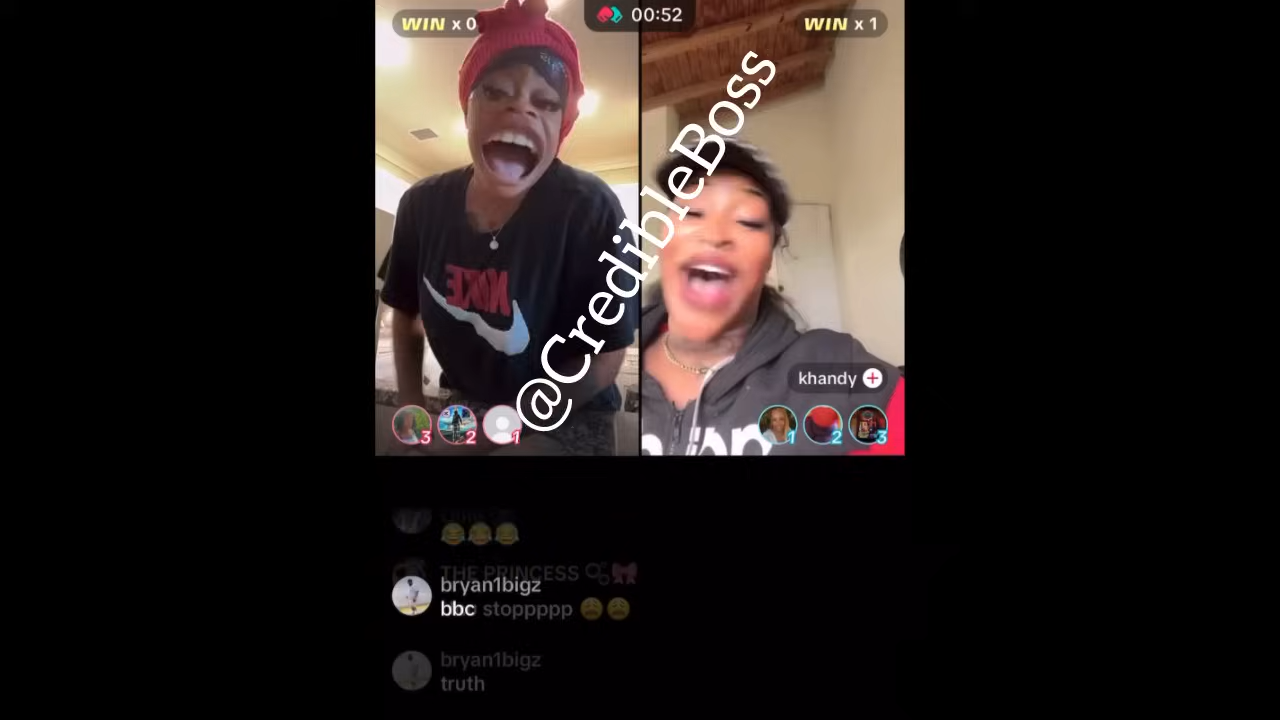 WIN x 0
00:52
WIN x 1
@CredibleBoss
NIKE
khandy
3
2
1
1
2
3
😂😂😂
THE PRINCESS
bryan1bigz
bbc stoppppp 😩😩
bryan1bigz
truth